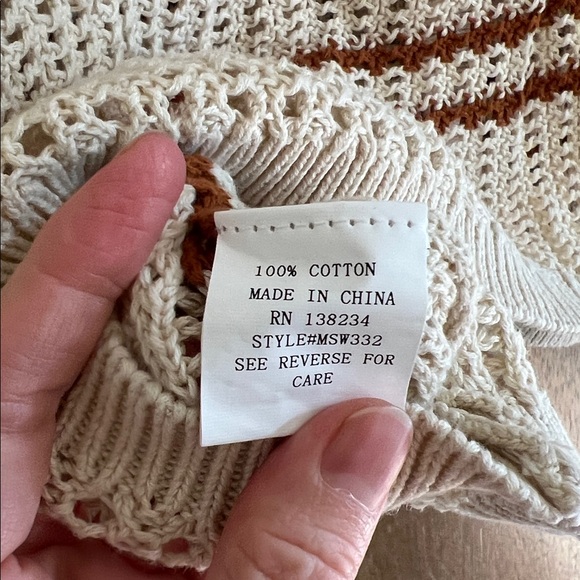 100% COTTON
MADE IN CHINA
RN 138234
STYLE#MSW332
SEE REVERSE FOR
CARE